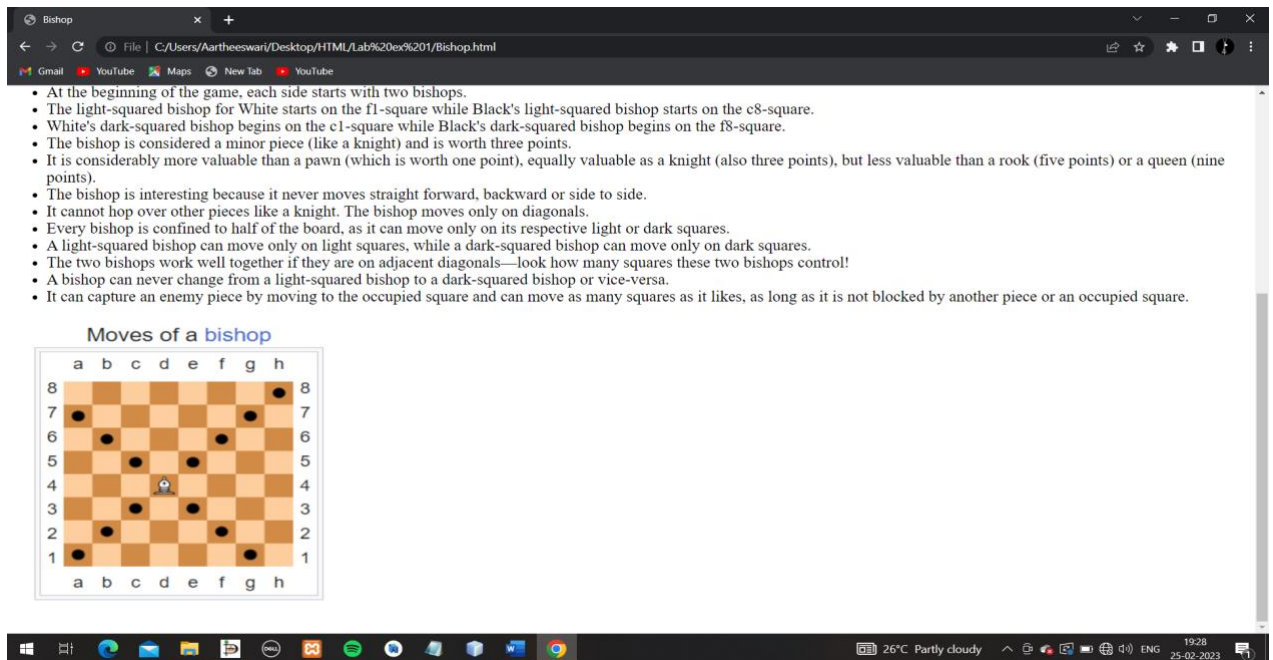 Bishop
File | C:/Users/Aartheeswari/Desktop/HTML/Lab%20ex%201/Bishop.html
Gmail YouTube Maps New Tab YouTube
• At the beginning of the game, each side starts with two bishops.
• The light-squared bishop for White starts on the f1-square while Black's light-squared bishop starts on the c8-square.
• White's dark-squared bishop begins on the c1-square while Black's dark-squared bishop begins on the f8-square.
• The bishop is considered a minor piece (like a knight) and is worth three points.
• It is considerably more valuable than a pawn (which is worth one point), equally valuable as a knight (also three points), but less valuable than a rook (five points) or a queen (nine
points).
• The bishop is interesting because it never moves straight forward, backward or side to side.
• It cannot hop over other pieces like a knight. The bishop moves only on diagonals.
• Every bishop is confined to half of the board, as it can move only on its respective light or dark squares.
• A light-squared bishop can move only on light squares, while a dark-squared bishop can move only on dark squares.
• The two bishops work well together if they are on adjacent diagonals—look how many squares these two bishops control!
• A bishop can never change from a light-squared bishop to a dark-squared bishop or vice-versa.
• It can capture an enemy piece by moving to the occupied square and can move as many squares as it likes, as long as it is not blocked by another piece or an occupied square.
Moves of a bishop
a b c d e f g h
8 8
7 7
6 6
5 5
4 4
3 3
2 2
1 1
a b c d e f g h
DELL
26°C Partly cloudy ENG
19:28
25-02-2023